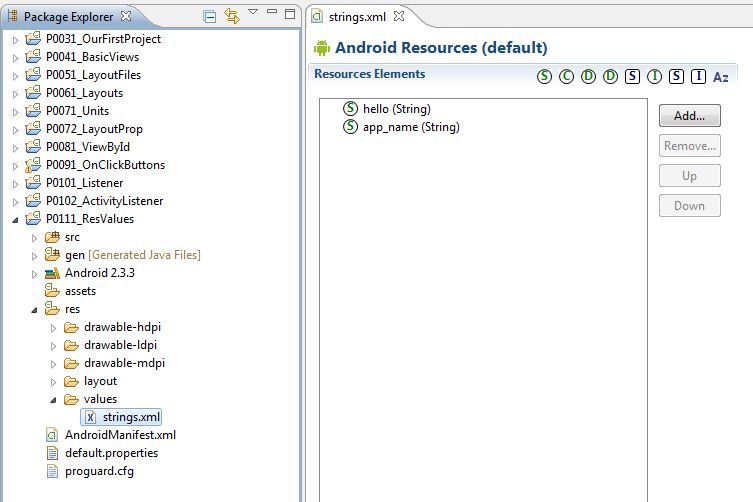 Package Explorer
P0031_OurFirstProject
P0041_BasicViews
P0051_LayoutFiles
P0061_Layouts
P0071_Units
P0072_LayoutProp
P0081_ViewById
P0091_OnClickButtons
P0101_Listener
P0102_ActivityListener
P0111_ResValues
src
gen [Generated Java Files]
Android 2.3.3
assets
res
drawable-hdpi
drawable-ldpi
drawable-mdpi
layout
values
strings.xml
AndroidManifest.xml
default.properties
proguard.cfg
strings.xml
Android Resources (default)
Resources Elements S C D D S I S I Az
S hello (String)
S app_name (String)
Add...
Remove...
Up
Down